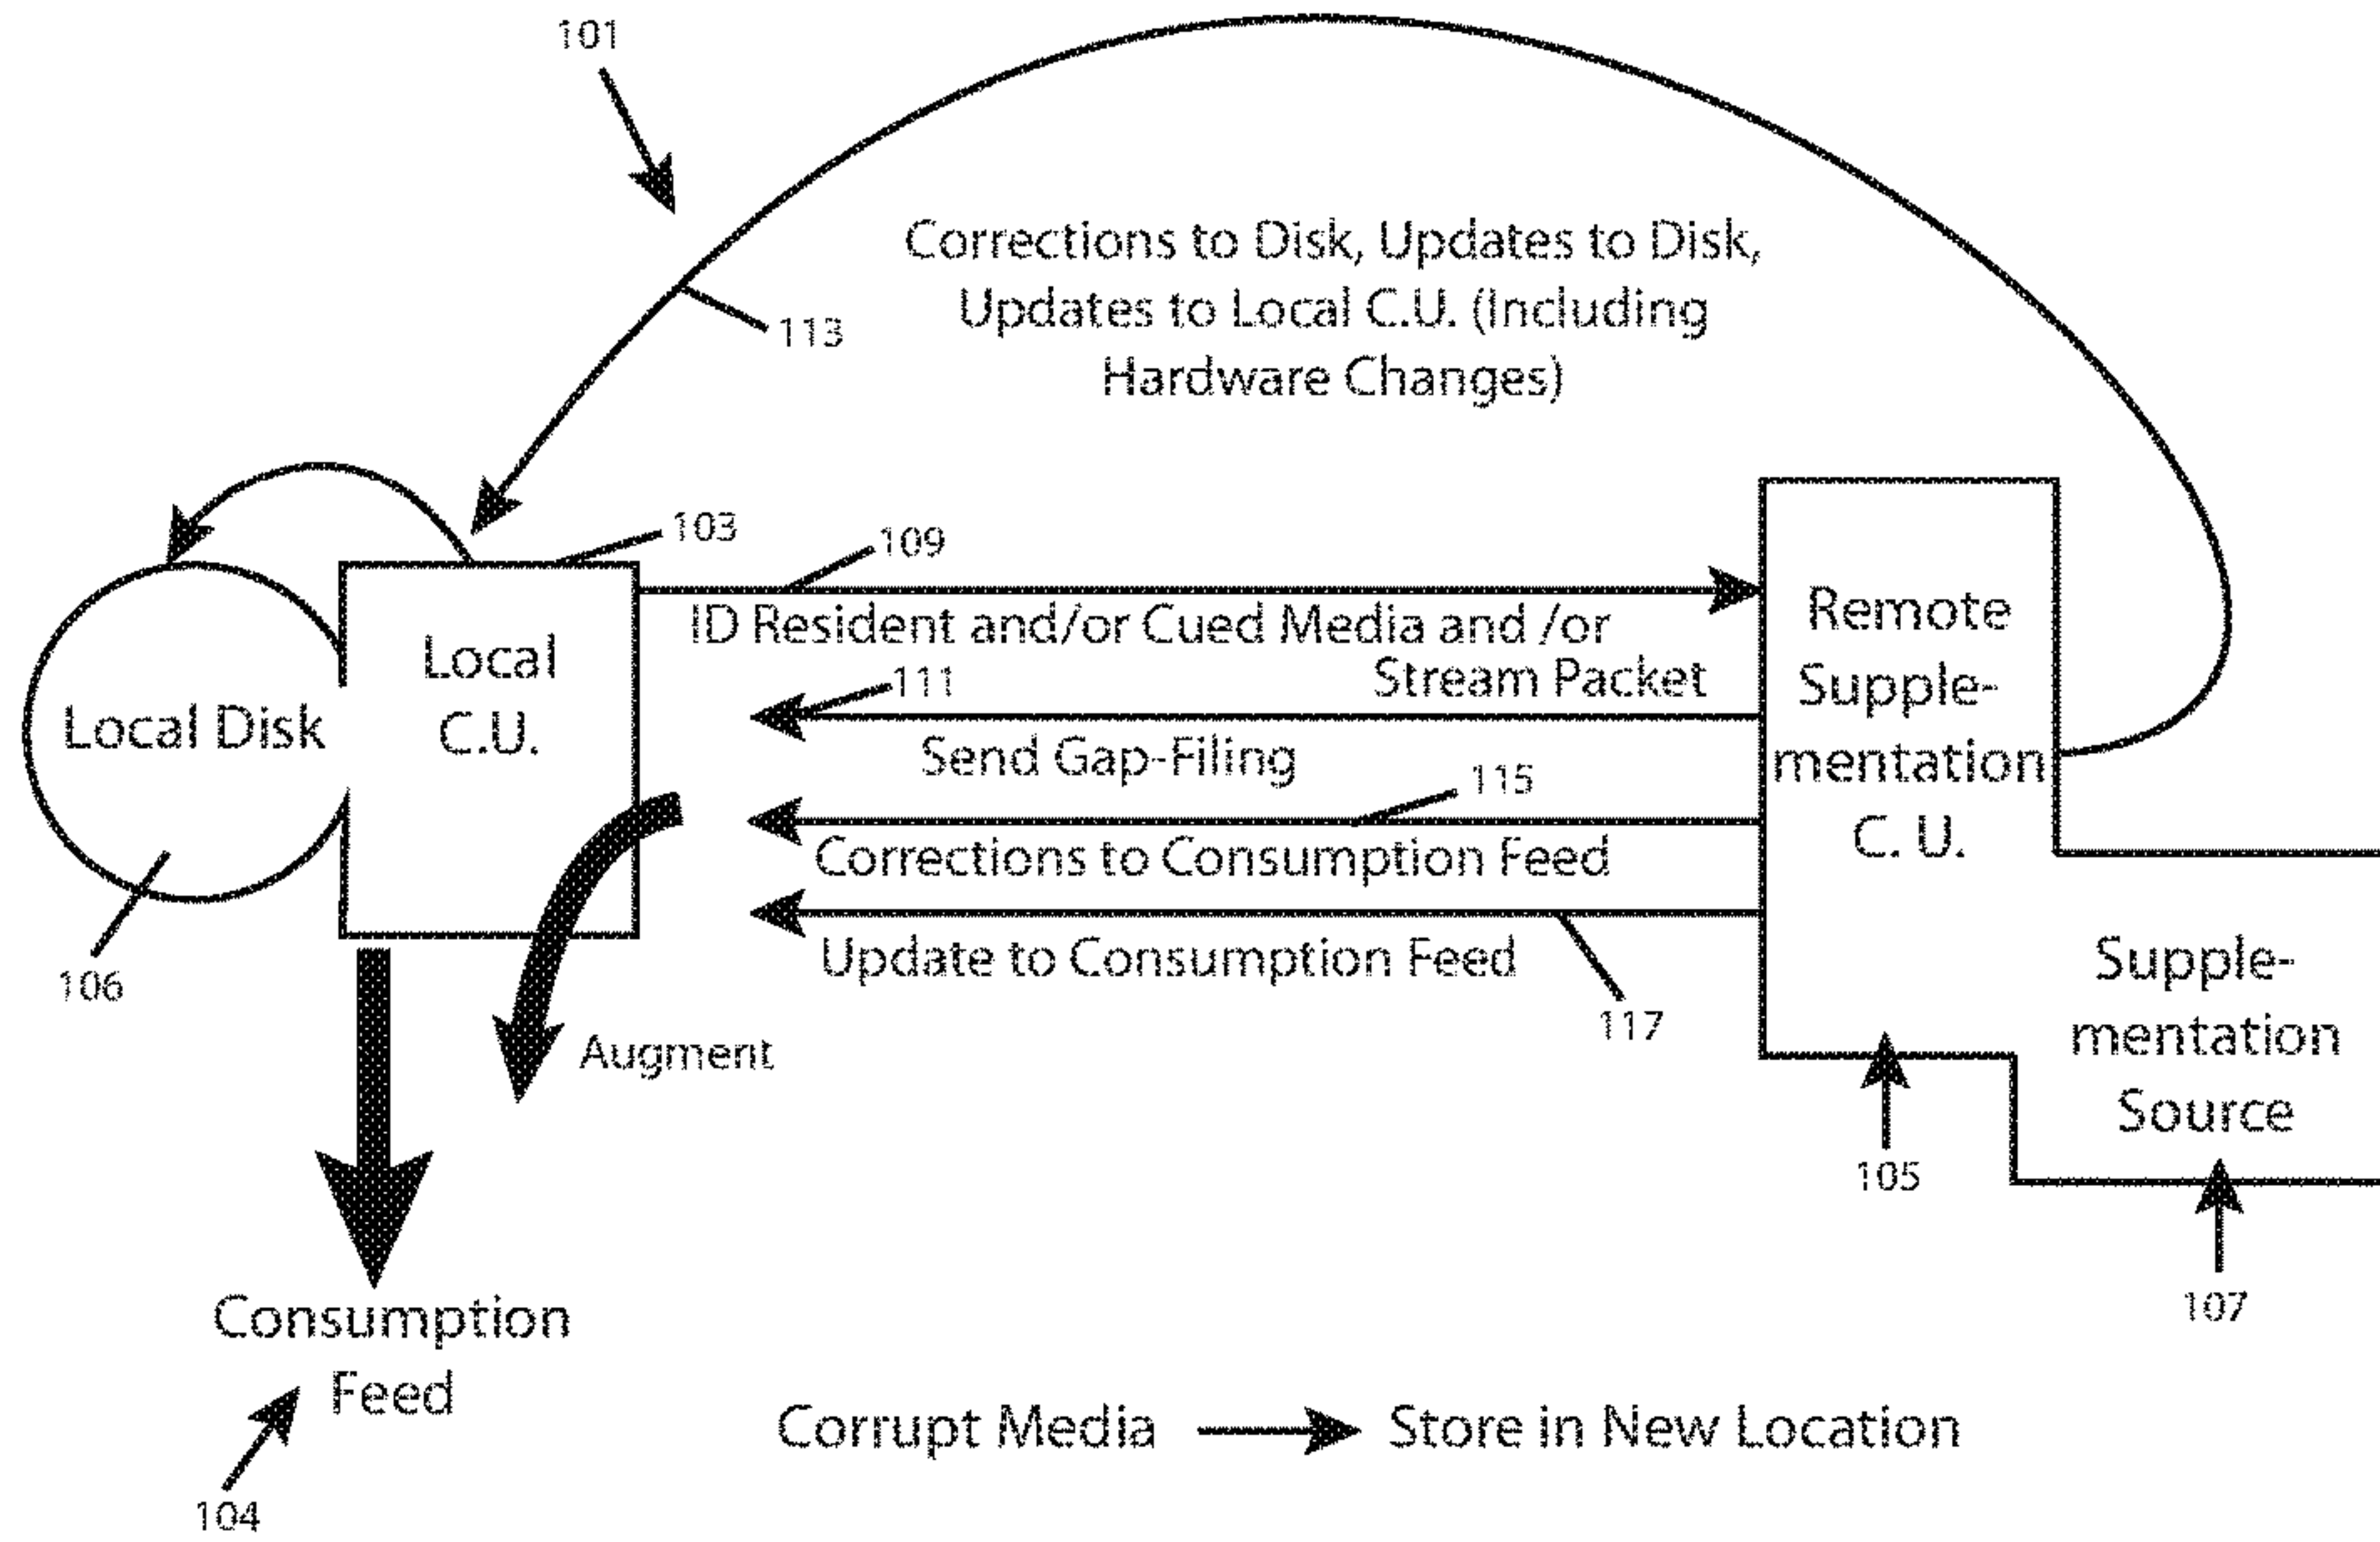 101
Corrections to Disk, Updates to Disk,
Updates to Local C.U. (Including
Hardware Changes)
113
103
109
ID Resident and/or Cued Media and /or
Stream Packet
111
Send Gap-Filing
115
Corrections to Consumption Feed
Update to Consumption Feed
117
Local Disk
Local
C.U.
106
Augment
Remote
Supple-
mentation
C. U.
105
Supple-
mentation
Source
107
Consumption
Feed
104
Corrupt Media
Store in New Location